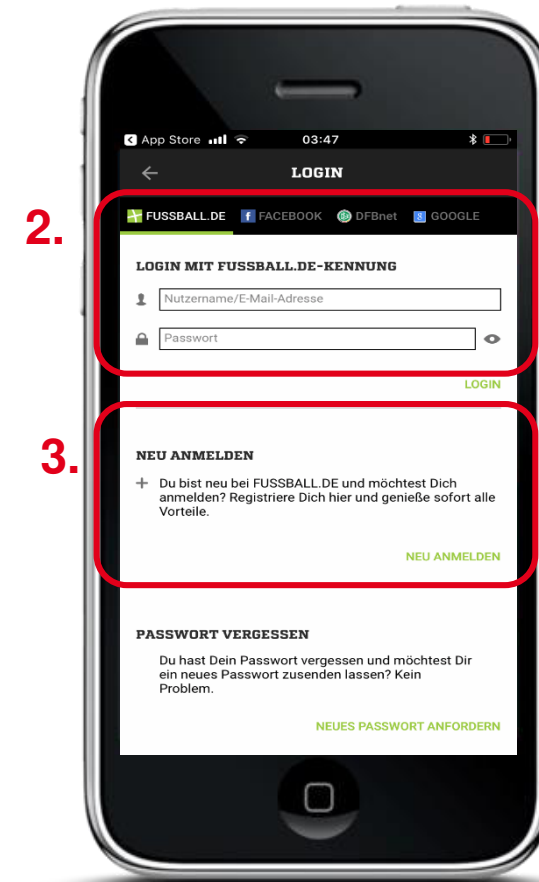 App Store 03:47
LOGIN
2.
FUSSBALL.DE FACEBOOK DFBnet GOOGLE
LOGIN MIT FUSSBALL.DE-KENNUNG
Nutzername/E-Mail-Adresse
Passwort
LOGIN
3.
NEU ANMELDEN
Du bist neu bei FUSSBALL.DE und möchtest Dich
anmelden? Registriere Dich hier und genieße sofort alle
Vorteile.
NEU ANMELDEN
PASSWORT VERGESSEN
Du hast Dein Passwort vergessen und möchtest Dir
ein neues Passwort zusenden lassen? Kein
Problem.
NEUES PASSWORT ANFORDERN